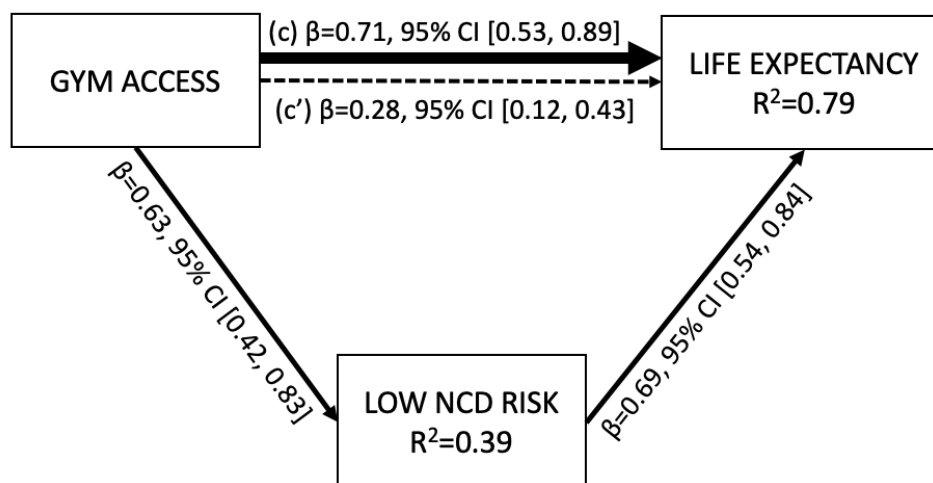 GYM ACCESS
(c) β=0.71, 95% CI [0.53, 0.89]
(c’) β=0.28, 95% CI [0.12, 0.43]
LIFE EXPECTANCY
R²=0.79
β=0.63, 95% CI [0.42, 0.83]
β=0.69, 95% CI [0.54, 0.84]
LOW NCD RISK
R²=0.39